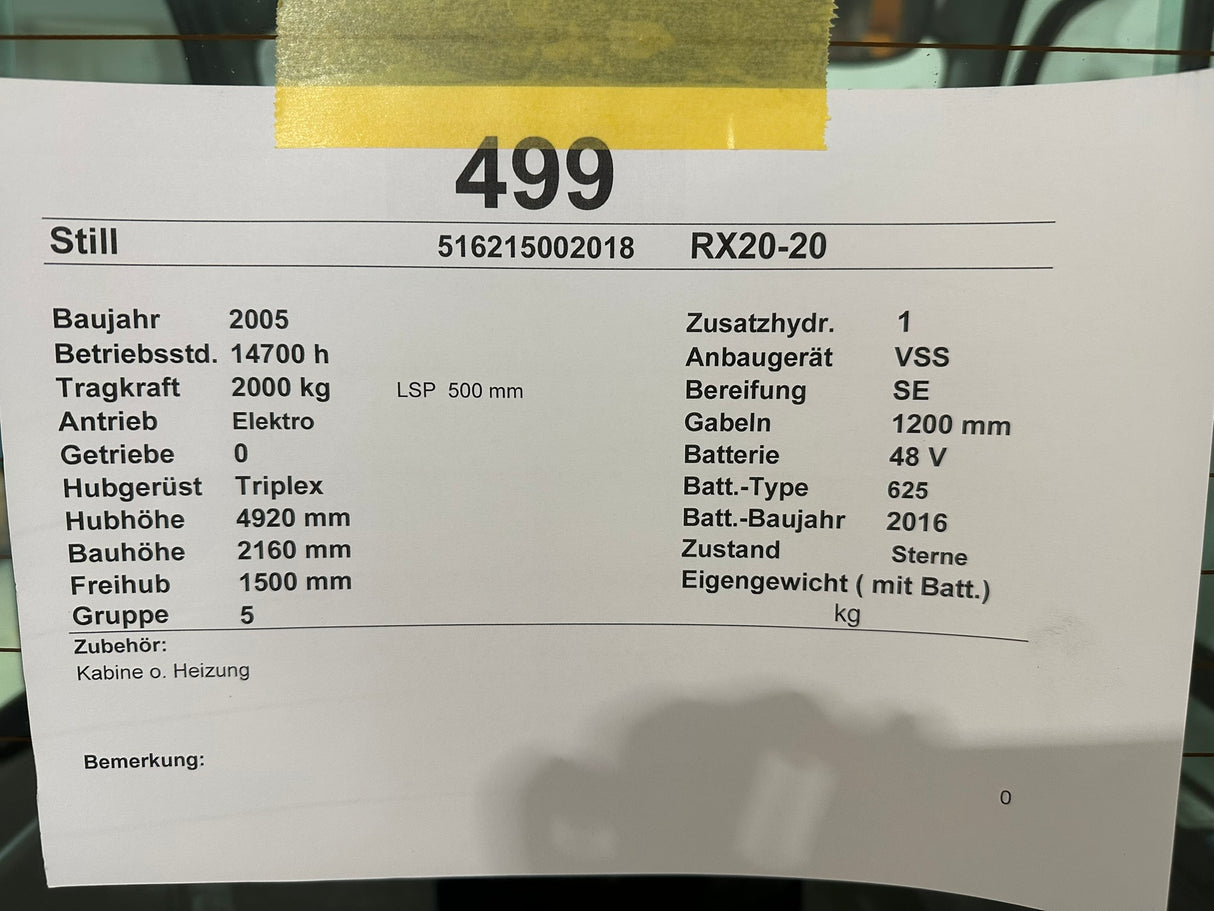 499
Still 516215002018 RX20-20
Baujahr 2005
Betriebsstd. 14700 h
Tragkraft 2000 kg LSP 500 mm
Antrieb Elektro
Getriebe 0
Hubgerüst Triplex
Hubhöhe 4920 mm
Bauhöhe 2160 mm
Freihub 1500 mm
Gruppe 5
Zusatzhydr. 1
Anbaugerät VSS
Bereifung SE
Gabeln 1200 mm
Batterie 48 V
Batt.-Type 625
Batt.-Baujahr 2016
Zustand Sterne
Eigengewicht ( mit Batt.)
kg
Zubehör:
Kabine o. Heizung
Bemerkung:
0